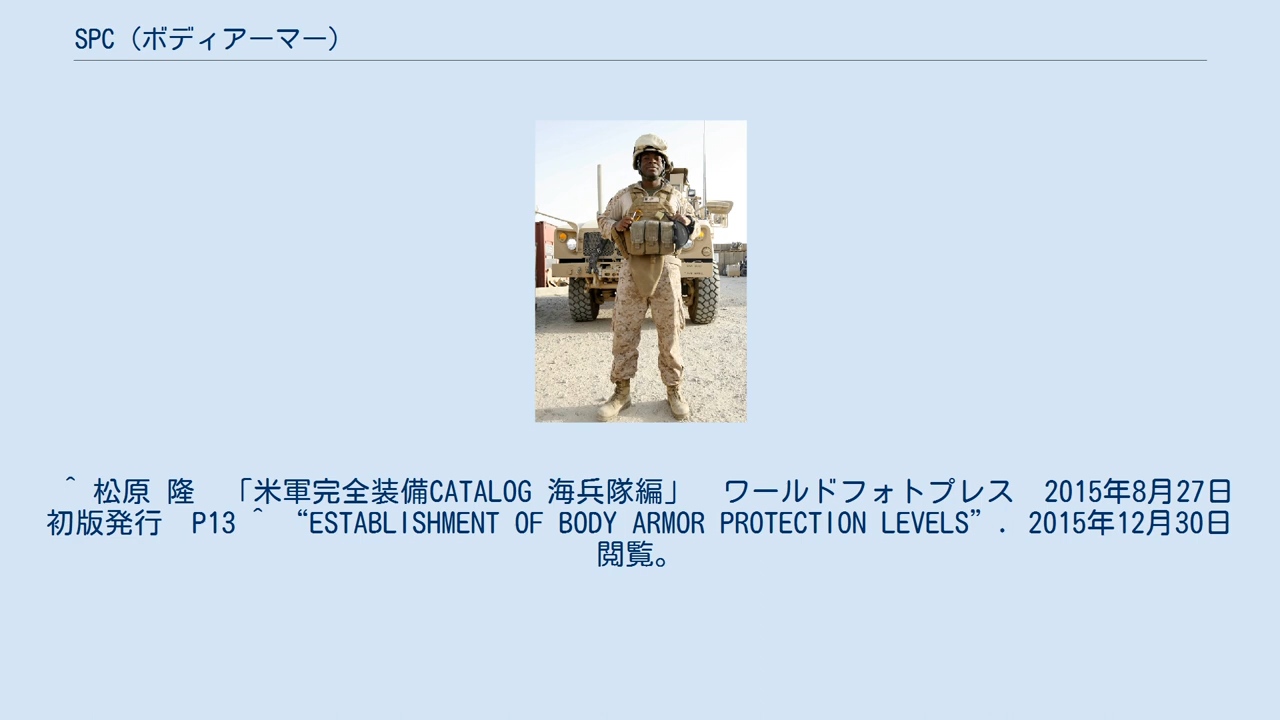 SPC（ボディアーマー）
^ 松原 隆　「米軍完全装備CATALOG 海兵隊編」　ワールドフォトプレス　2015年8月27日
初版発行　P13 ^ “ESTABLISHMENT OF BODY ARMOR PROTECTION LEVELS”. 2015年12月30日
閲覧。